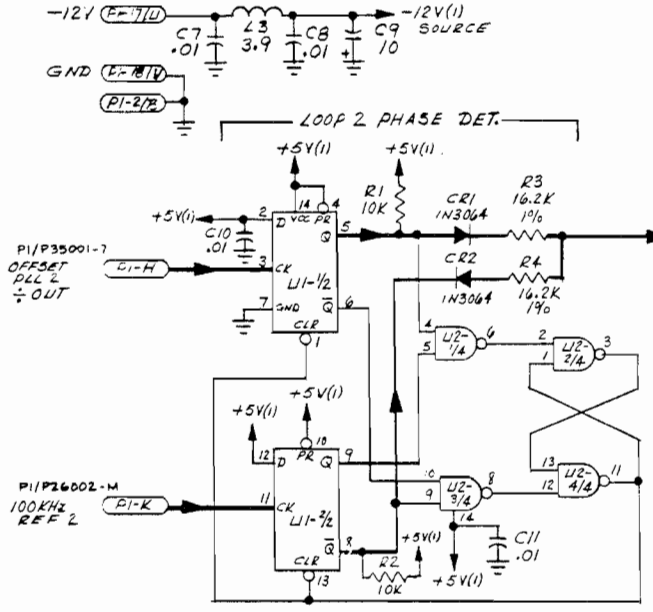 -12V P1-17/U L3 3.9 -12V(1) SOURCE
C7 .01 C8 .01 C9 10 +
GND P1-18/V
P1-2/B
LOOP 2 PHASE DET.
+5V(1) +5V(1)
R1 10K CR1 1N3064 R3 16.2K 1%
+5V(1) 2 D 14 VCC PR 4 Q 5
C10 .01
P1/P35001-7
OFFSET PLL 2 ÷ OUT
P1-H 3 CK U1-1/2
CR2 1N3064 R4 16.2K 1%
7 GND Q 6
CLR 1
4 5 U2-1/4 6 2 1 U2-2/4 3
+5V(1) +5V(1)
12 D PR 10 Q 9
P1/P26002-M
100KHz REF 2
P1-K 11 CK U1-2/2
10 9 U2-3/4 8 14 13 12 U2-4/4 11
Q 8 +5V(1) +5V(1) C11 .01
CLR 13 R2 10K